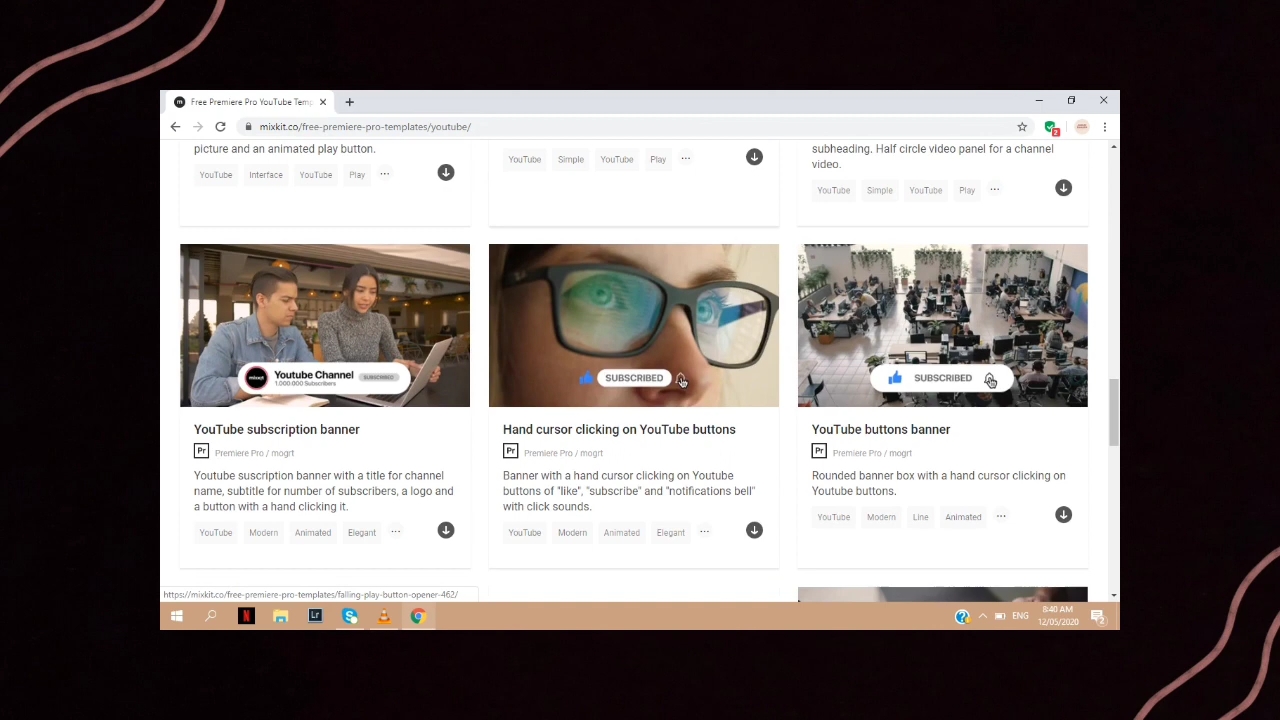 Free Premiere Pro YouTube Temp
mixkit.co/free-premiere-pro-templates/youtube/
2
picture and an animated play button.
YouTube Interface YouTube Play ...
YouTube Simple YouTube Play ...
subheading. Half circle video panel for a channel
video.
YouTube Simple YouTube Play ...
mixkit
Youtube Channel
1.000.000 Subscribers
SUBSCRIBED
YouTube subscription banner
Pr Premiere Pro / mogrt
Youtube suscription banner with a title for channel
name, subtitle for number of subscribers, a logo and
a button with a hand clicking it.
YouTube Modern Animated Elegant ...
SUBSCRIBED
Hand cursor clicking on YouTube buttons
Pr Premiere Pro / mogrt
Banner with a hand cursor clicking on Youtube
buttons of "like", "subscribe" and "notifications bell"
with click sounds.
YouTube Modern Animated Elegant ...
SUBSCRIBED
YouTube buttons banner
Pr Premiere Pro / mogrt
Rounded banner box with a hand cursor clicking on
Youtube buttons.
YouTube Modern Line Animated ...
https://mixkit.co/free-premiere-pro-templates/falling-play-button-opener-462/
N
Lr
S
?
ENG
8:40 AM
12/05/2020
2